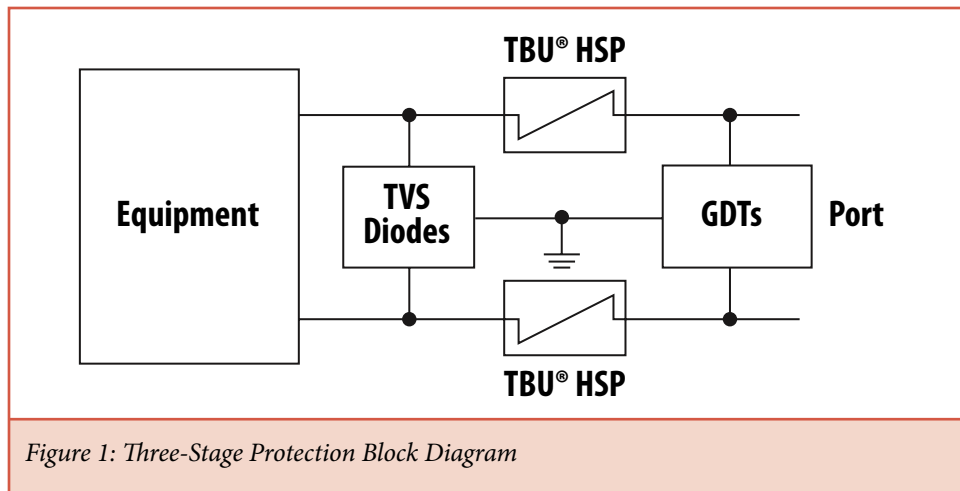 TBU® HSP
Equipment
TVS
Diodes
GDTs
Port
TBU® HSP
Figure 1: Three-Stage Protection Block Diagram